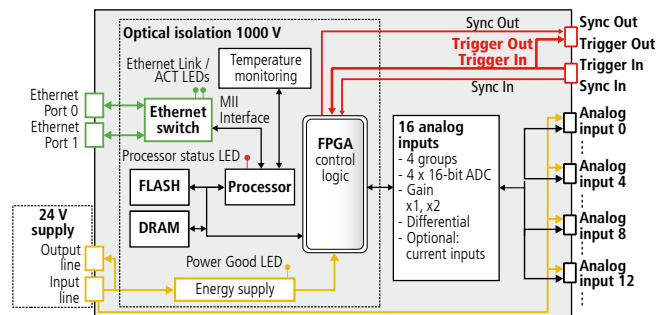 Optical isolation 1000 V
Ethernet Link /
ACT LEDs
Temperature
monitoring
Sync Out
Trigger Out
Trigger In
Sync In
Sync Out
Trigger Out
Trigger In
Sync In
Ethernet
Port 0
Ethernet
Port 1
Ethernet
switch
MII
Interface
Processor status LED
FLASH
Processor
DRAM
FPGA
control
logic
16 analog
inputs
- 4 groups
- 4 x 16-bit ADC
- Gain
x1, x2
- Differential
- Optional:
current inputs
Analog
input 0
Analog
input 4
Analog
input 8
Analog
input 12
24 V
supply
Output
line
Input
line
Power Good LED
Energy supply